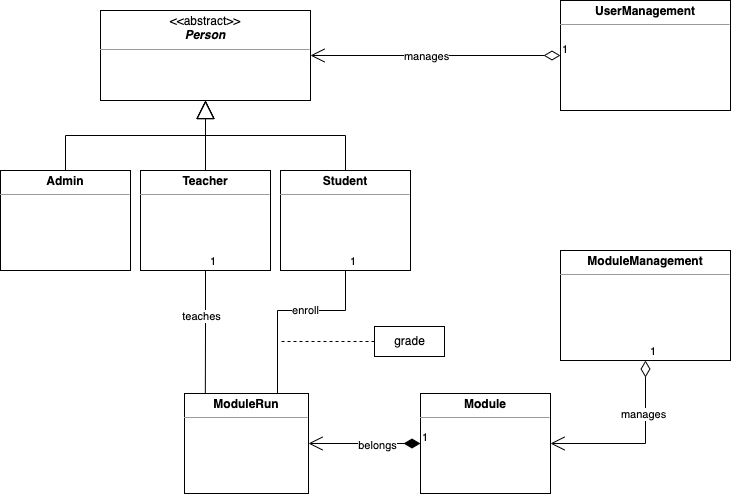 <<abstract>>
Person
UserManagement
1
manages
Admin
Teacher
Student
1
1
ModuleManagement
1
teaches
enroll
grade
manages
ModuleRun
Module
1
belongs